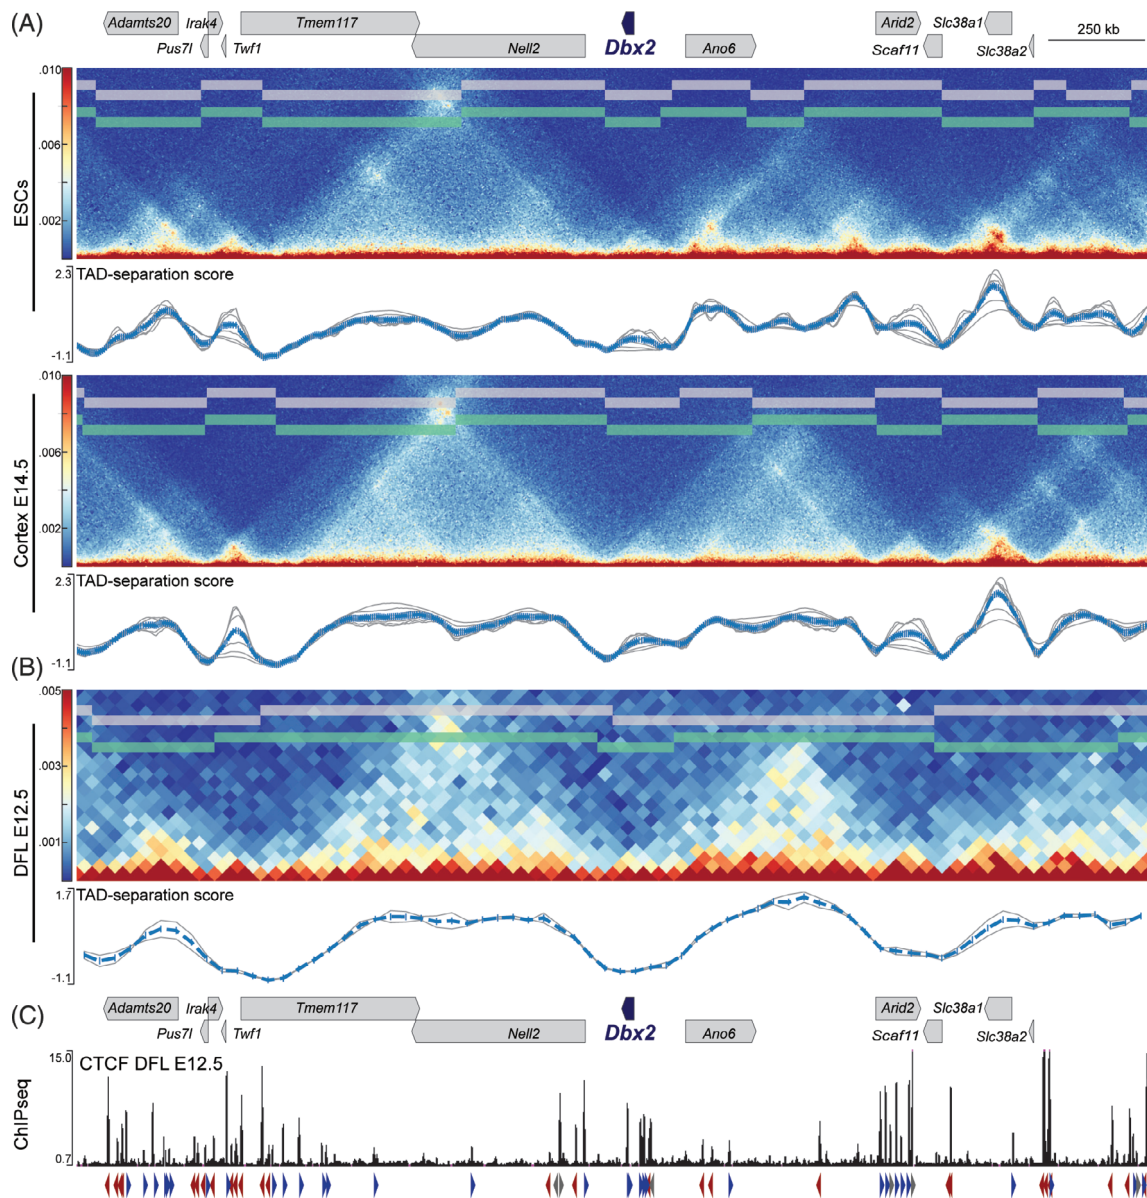 (A)
Adamts20 Irak4 Tmem117 Arid2 Slc38a1 250 kb
Pus7l Twf1 Nell2 Dbx2 Ano6 Scaf11 Slc38a2
ESCs
.010
.006
.002
2.3
TAD-separation score
-1.1
Cortex E14.5
.010
.006
.002
2.3
TAD-separation score
-1.1
(B)
DFL E12.5
.005
.003
.001
1.7
TAD-separation score
-1.1
(C)
Adamts20 Irak4 Tmem117 Arid2 Slc38a1
Pus7l Twf1 Nell2 Dbx2 Ano6 Scaf11 Slc38a2
ChIPseq
15.0
CTCF DFL E12.5
0.7